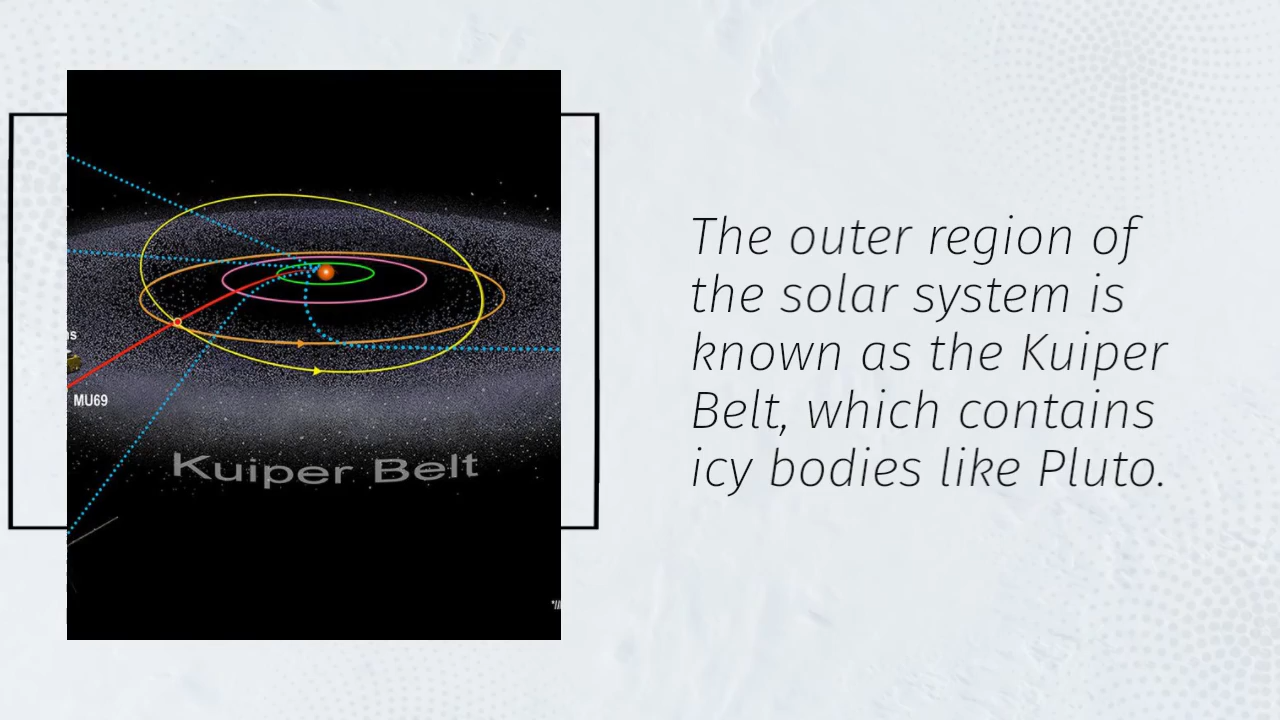 MU69
Kuiper Belt
The outer region of
the solar system is
known as the Kuiper
Belt, which contains
icy bodies like Pluto.